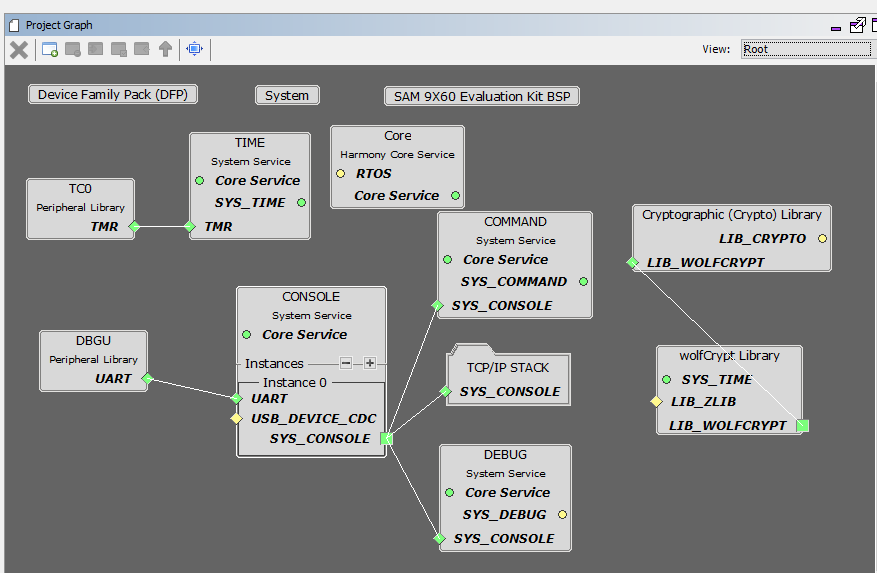 Project Graph
View: Root
Device Family Pack (DFP)
System
SAM 9X60 Evaluation Kit BSP
TIME
System Service
Core Service
SYS_TIME
TMR
Core
Harmony Core Service
RTOS
Core Service
TC0
Peripheral Library
TMR
COMMAND
System Service
Core Service
SYS_COMMAND
SYS_CONSOLE
Cryptographic (Crypto) Library
LIB_CRYPTO
LIB_WOLFCRYPT
CONSOLE
System Service
Core Service
Instances
Instance 0
UART
USB_DEVICE_CDC
SYS_CONSOLE
DBGU
Peripheral Library
UART
TCP/IP STACK
SYS_CONSOLE
wolfCrypt Library
SYS_TIME
LIB_ZLIB
LIB_WOLFCRYPT
DEBUG
System Service
Core Service
SYS_DEBUG
SYS_CONSOLE